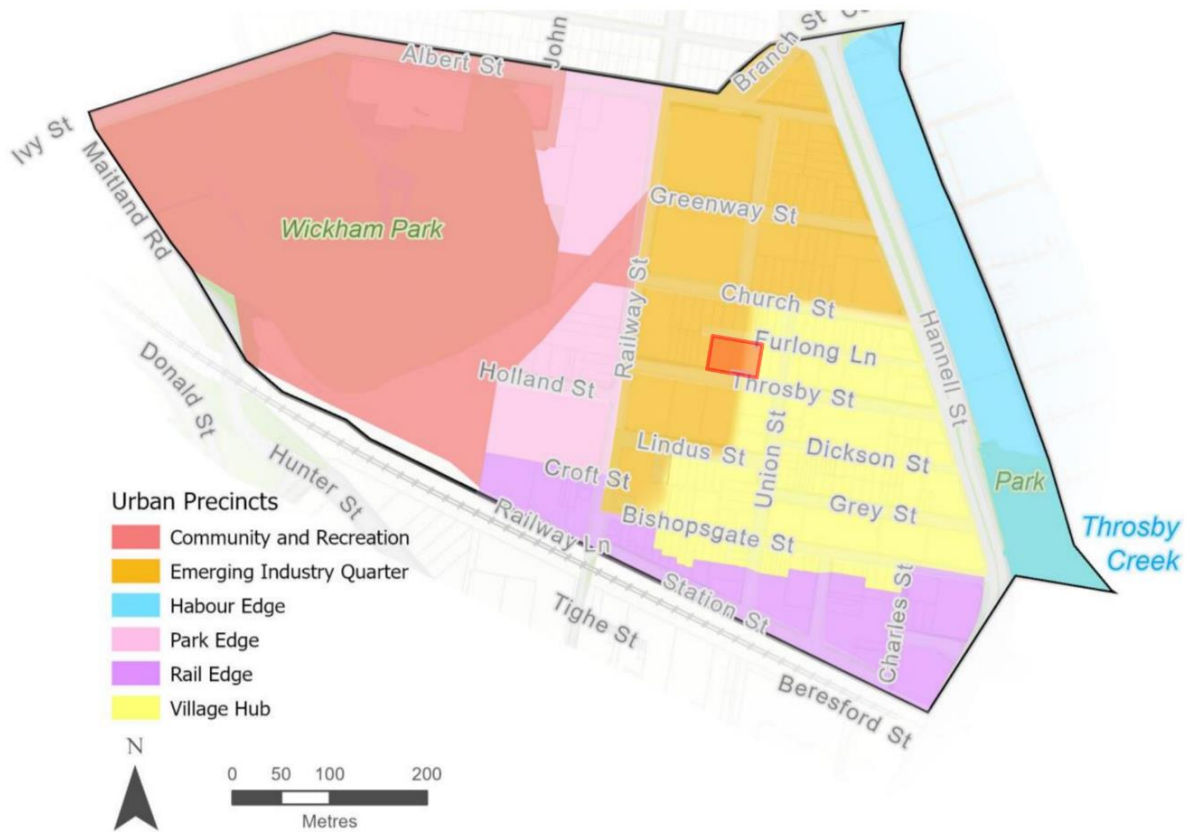 John
Branch St
Albert St
Ivy St
Maitland Rd
Wickham Park
Greenway St
Railway St
Church St
Furlong Ln
Hannell St
Throsby St
Holland St
Donald St
Union St
Lindus St
Dickson St
Hunter St
Croft St
Park
Grey St
Bishopsgate St
Railway Ln
Throsby
Creek
Station St
Charles St
Tighe St
Beresford St
Urban Precincts
Community and Recreation
Emerging Industry Quarter
Habour Edge
Park Edge
Rail Edge
Village Hub
N
0 50 100 200
Metres